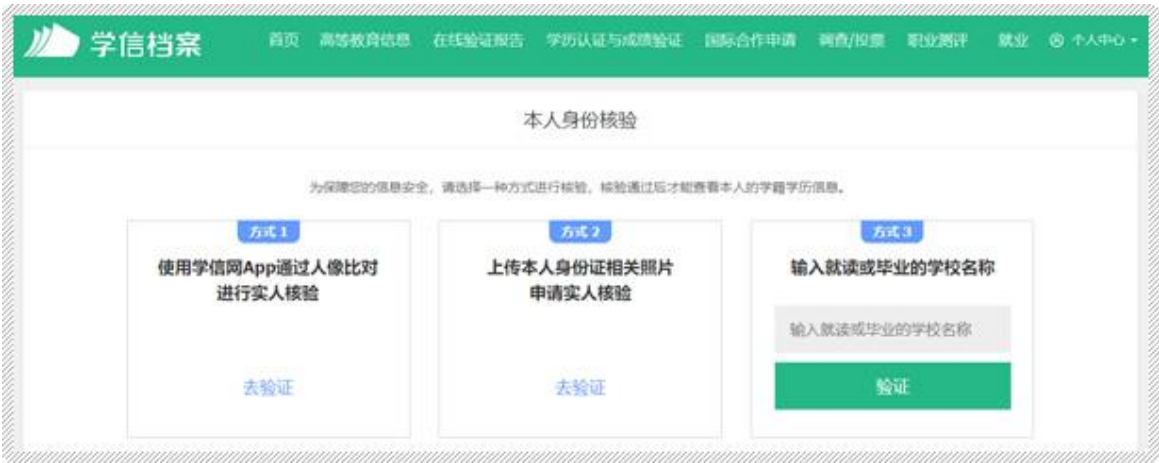 学信档案
首页 高等教育信息 在线验证报告 学历认证与成绩验证 国际合作申请 调查/投票 职业测评 就业 个人中心
本人身份核验
为保障您的信息安全，请选择一种方式进行核验，核验通过后才能查看本人的学籍学历信息。
方式 1
使用学信网App通过人像比对
进行实人核验
去验证
方式 2
上传本人身份证相关照片
申请实人核验
去验证
方式 3
输入就读或毕业的学校名称
输入就读或毕业的学校名称
验证